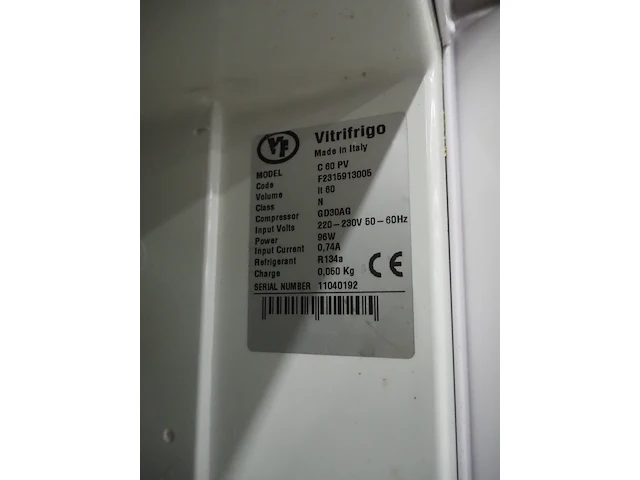 VF Vitrifrigo
Made in Italy
MODEL C 60 PV
Code F2315913005
Volume lt 60
Class N
Compressor GD30AG
Input Volts 220-230V 50-60Hz
Power 96W
Input Current 0,74A
Refrigerant R134a
Charge 0,050 Kg
CE
SERIAL NUMBER 11040192